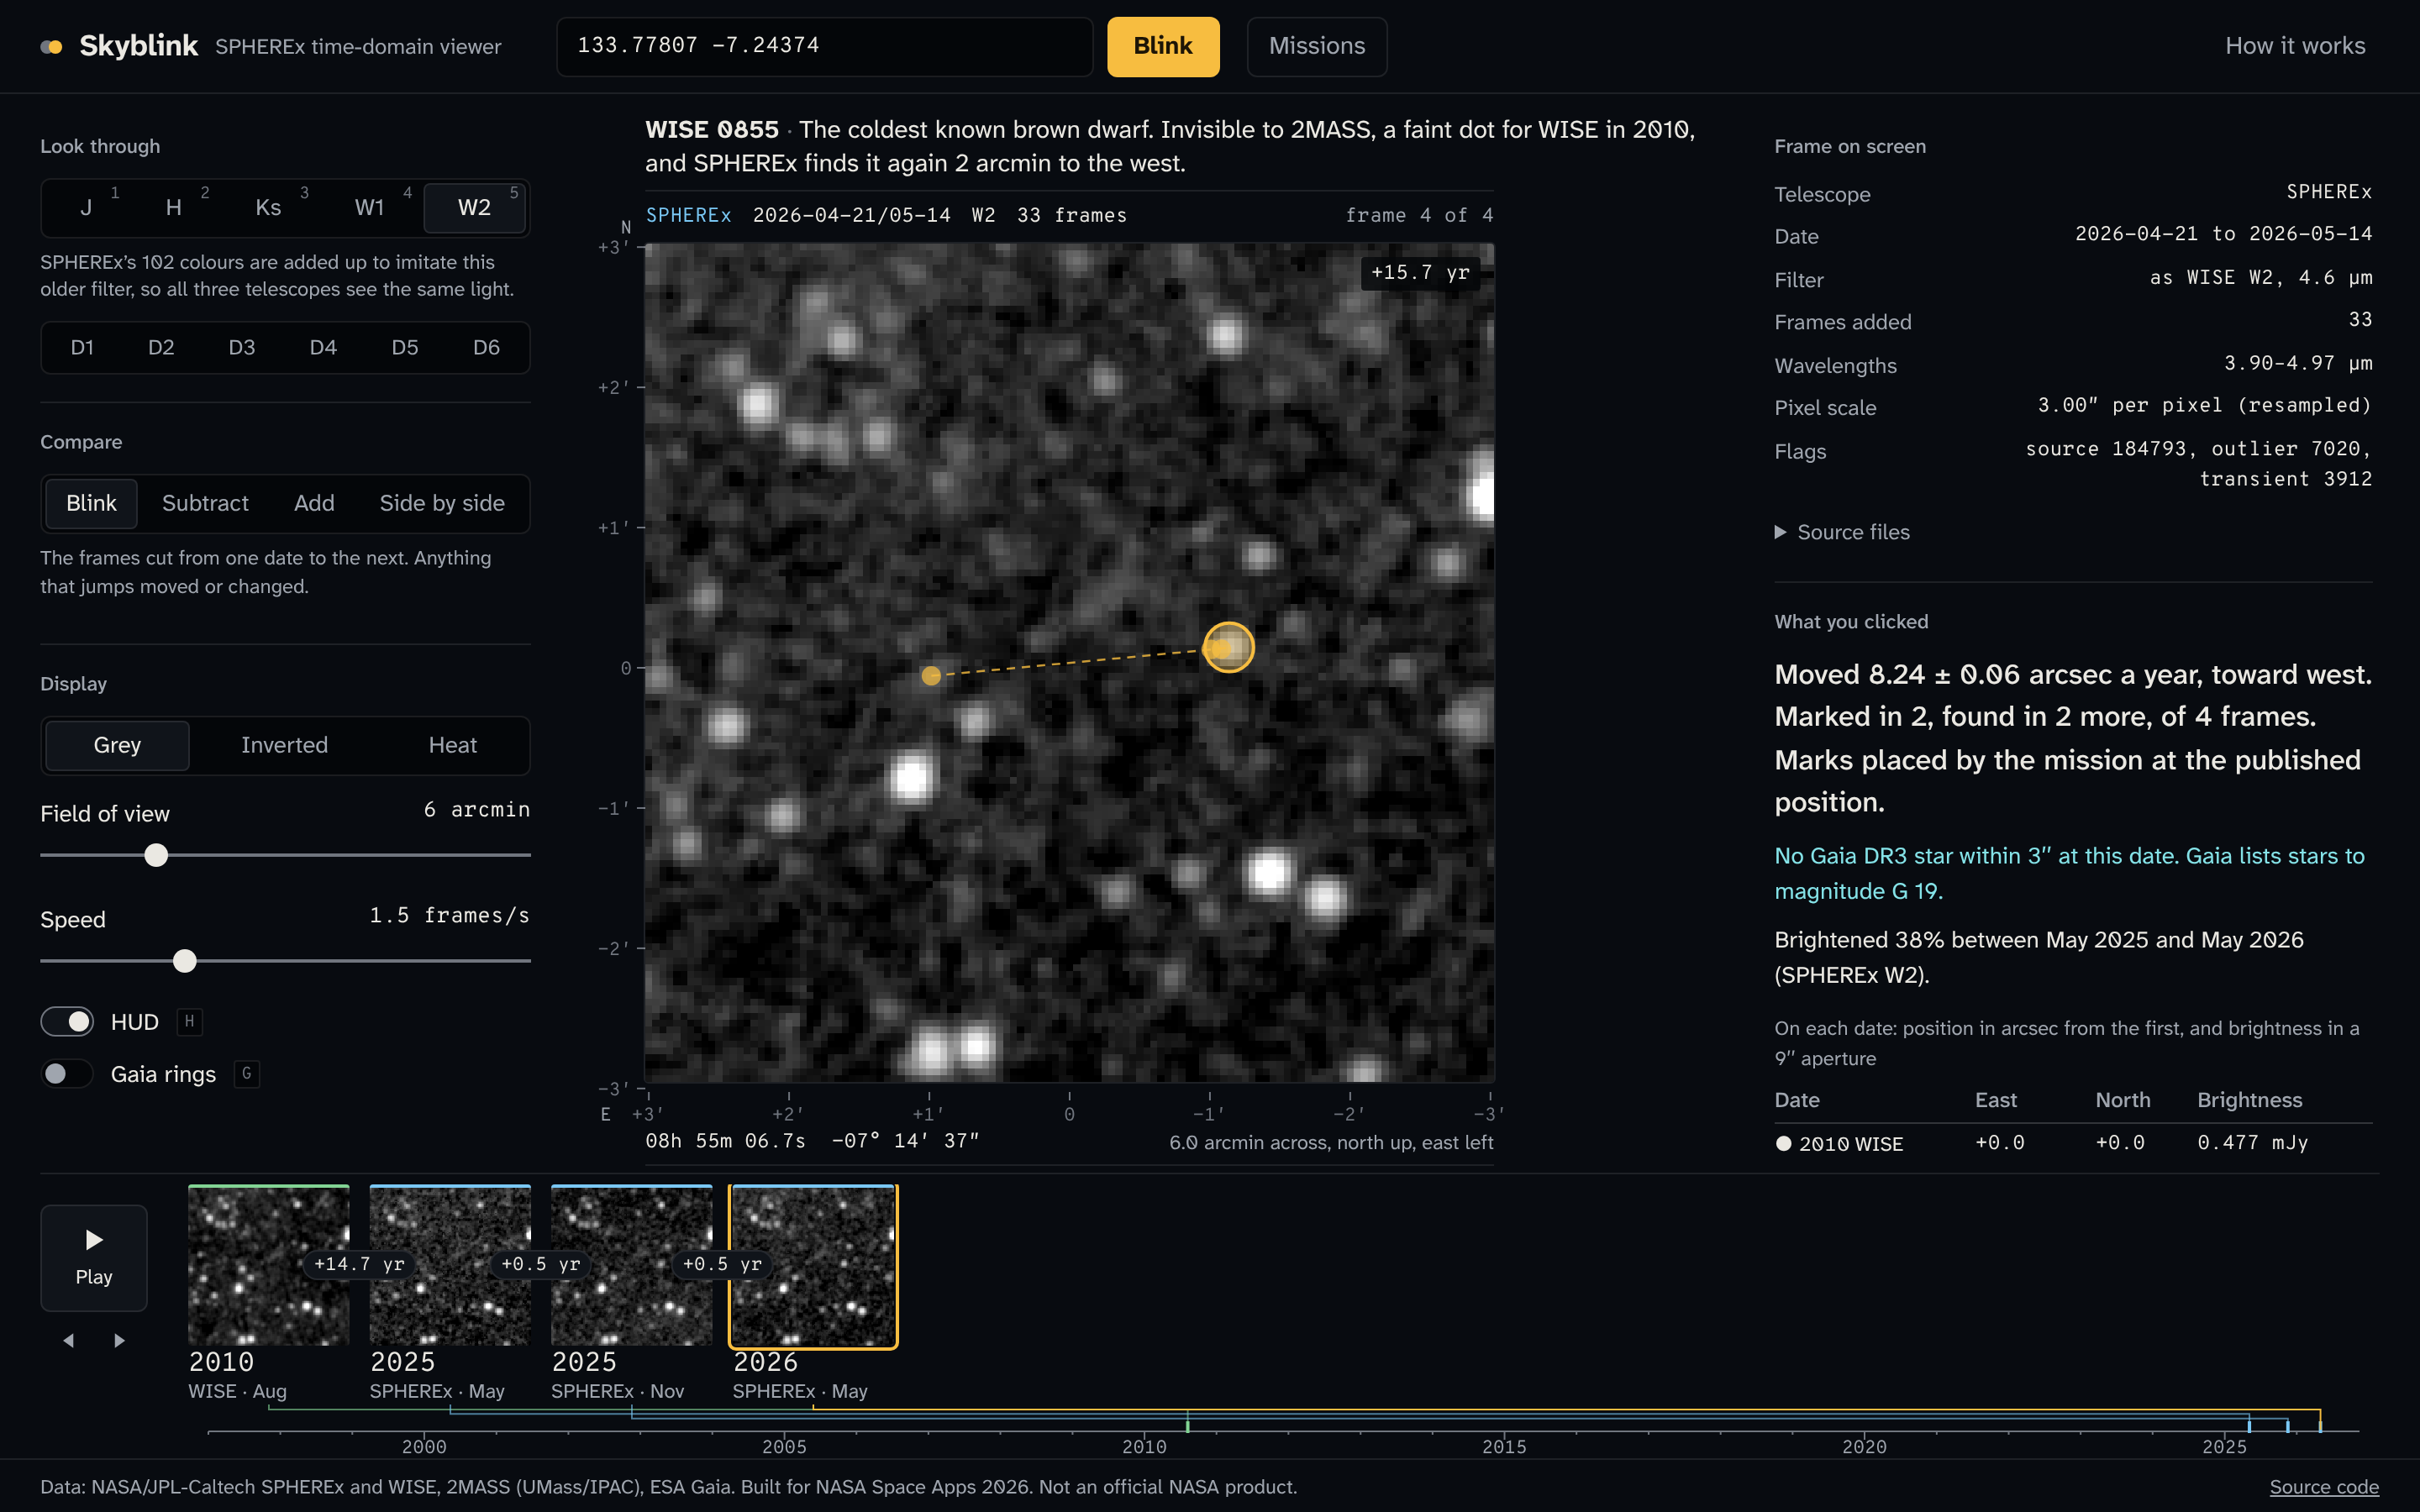 Skyblink SPHEREx time-domain viewer
133.77807 -7.24374
Blink
Missions
How it works
Look through
J 1 H 2 Ks 3 W1 4 W2 5
SPHEREx’s 102 colours are added up to imitate this
older filter, so all three telescopes see the same light.
D1 D2 D3 D4 D5 D6
Compare
Blink Subtract Add Side by side
The frames cut from one date to the next. Anything
that jumps moved or changed.
Display
Grey Inverted Heat
Field of view 6 arcmin
Speed 1.5 frames/s
HUD H
Gaia rings G
WISE 0855 · The coldest known brown dwarf. Invisible to 2MASS, a faint dot for WISE in 2010,
and SPHEREx finds it again 2 arcmin to the west.
SPHEREx 2026-04-21/05-14 W2 33 frames frame 4 of 4
N
+3′
+2′
+1′
0
−1′
−2′
−3′
+15.7 yr
E +3′ +2′ +1′ 0 −1′ −2′ −3′
08h 55m 06.7s −07° 14′ 37″ 6.0 arcmin across, north up, east left
Frame on screen
Telescope SPHEREx
Date 2026-04-21 to 2026-05-14
Filter as WISE W2, 4.6 µm
Frames added 33
Wavelengths 3.90–4.97 µm
Pixel scale 3.00″ per pixel (resampled)
Flags source 184793, outlier 7020,
transient 3912
Source files
What you clicked
Moved 8.24 ± 0.06 arcsec a year, toward west.
Marked in 2, found in 2 more, of 4 frames.
Marks placed by the mission at the published
position.
No Gaia DR3 star within 3″ at this date. Gaia lists stars to
magnitude G 19.
Brightened 38% between May 2025 and May 2026
(SPHEREx W2).
On each date: position in arcsec from the first, and brightness in a
9″ aperture
Date East North Brightness
2010 WISE +0.0 +0.0 0.477 mJy
Play
+14.7 yr +0.5 yr +0.5 yr
2010 2025 2025 2026
WISE · Aug SPHEREx · May SPHEREx · Nov SPHEREx · May
2000 2005 2010 2015 2020 2025
Data: NASA/JPL-Caltech SPHEREx and WISE, 2MASS (UMass/IPAC), ESA Gaia. Built for NASA Space Apps 2026. Not an official NASA product.
Source code